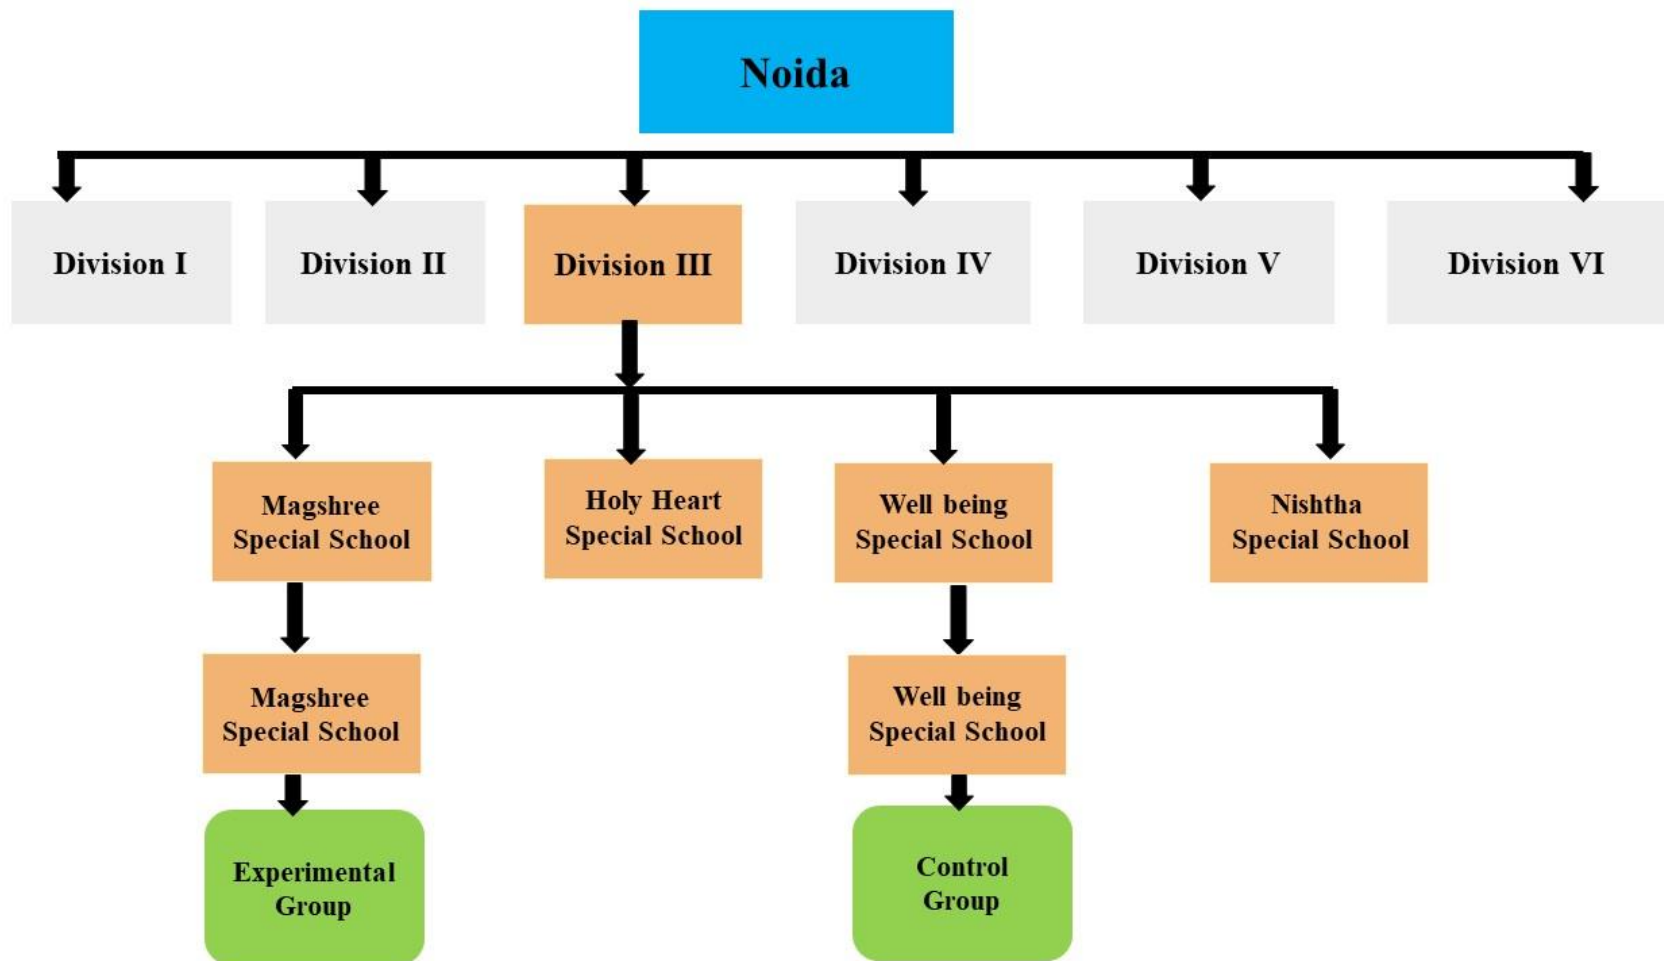 Noida
Division I
Division II
Division III
Division IV
Division V
Division VI
Magshree
Special School
Holy Heart
Special School
Well being
Special School
Nishtha
Special School
Magshree
Special School
Well being
Special School
Experimental
Group
Control
Group